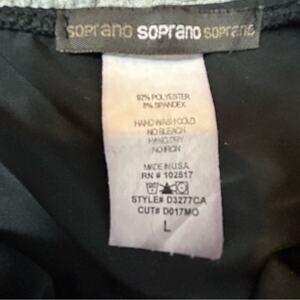 soprano soprano soprano
92% POLYESTER
8% SPANDEX
HAND WASH COLD
NO BLEACH
HANG DRY
NO IRON
MADE IN U.S.A.
RN # 102817
STYLE# D3277CA
CUT# D017MO
L